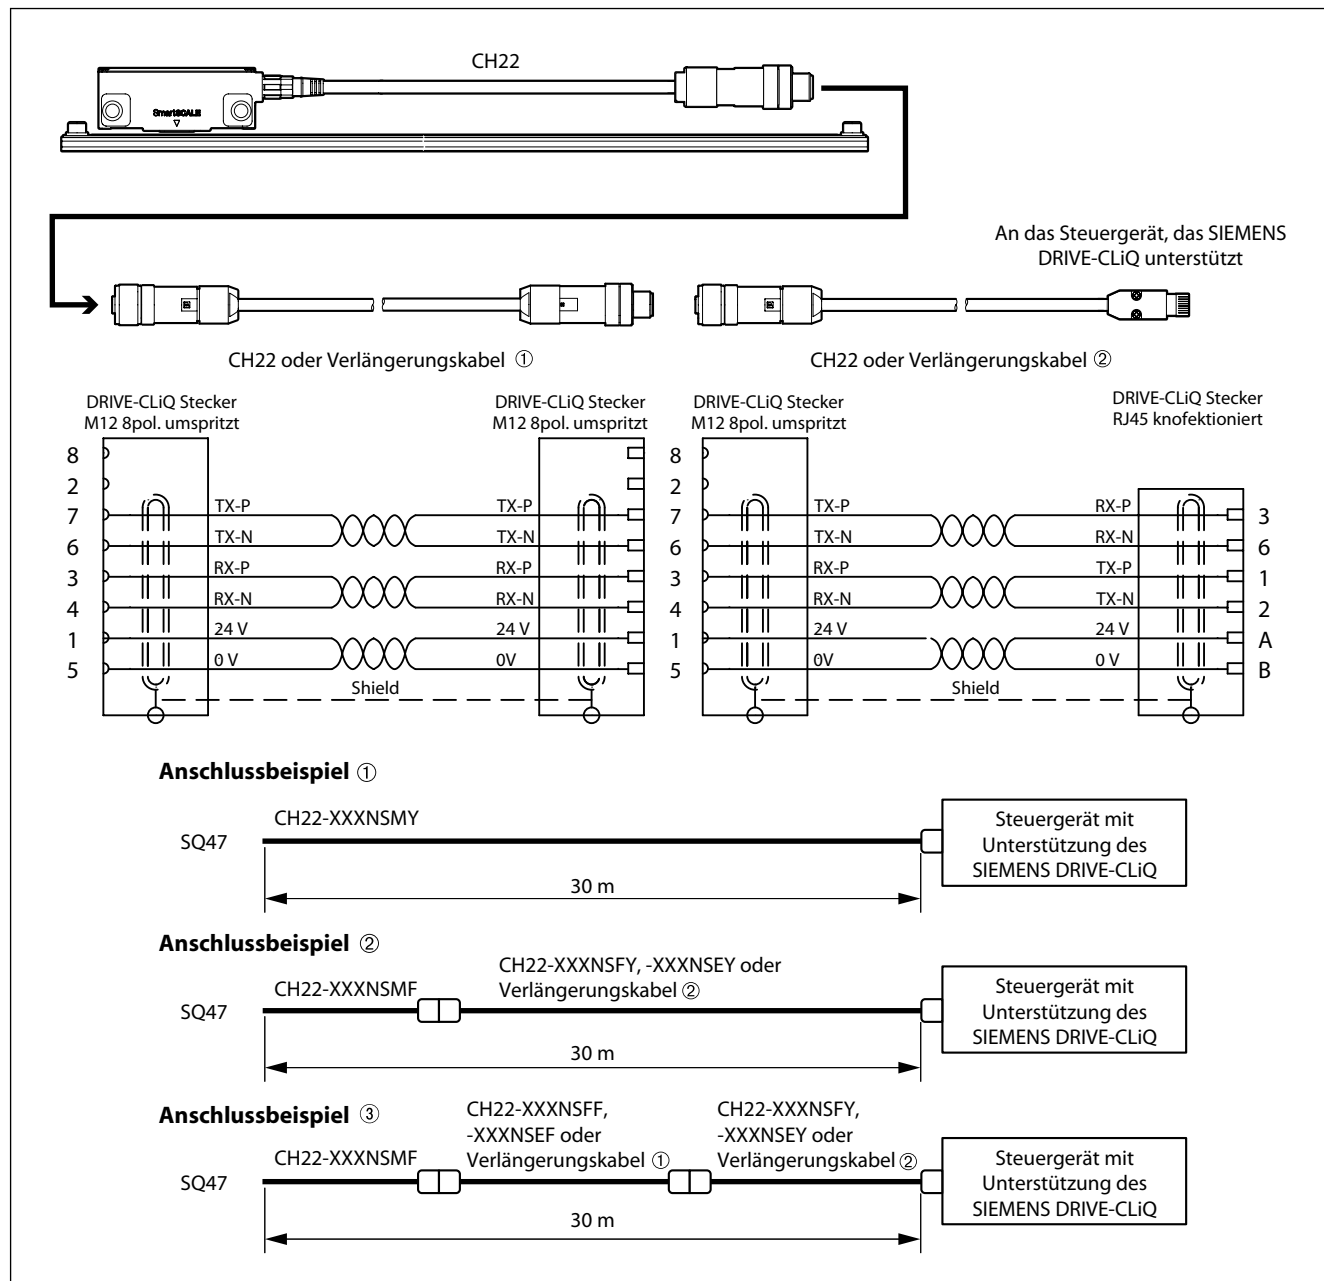 CH22
SmartSCALE
An das Steuergerät, das SIEMENS
DRIVE-CLiQ unterstützt
CH22 oder Verlängerungskabel ①
CH22 oder Verlängerungskabel ②
DRIVE-CLiQ Stecker
M12 8pol. umspritzt
DRIVE-CLiQ Stecker
M12 8pol. umspritzt
DRIVE-CLiQ Stecker
M12 8pol. umspritzt
DRIVE-CLiQ Stecker
RJ45 knofektioniert
8
2
7 TX-P TX-P
6 TX-N TX-N
3 RX-P RX-P
4 RX-N RX-N
1 24 V 24 V
5 0 V 0V
Shield
8
2
7 TX-P RX-P 3
6 TX-N RX-N 6
3 RX-P TX-P 1
4 RX-N TX-N 2
1 24 V 24 V A
5 0V 0 V B
Shield
Anschlussbeispiel ①
SQ47
CH22-XXXNSMY
30 m
Steuergerät mit
Unterstützung des
SIEMENS DRIVE-CLiQ
Anschlussbeispiel ②
SQ47
CH22-XXXNSMF
CH22-XXXNSFY, -XXXNSEY oder
Verlängerungskabel ②
30 m
Steuergerät mit
Unterstützung des
SIEMENS DRIVE-CLiQ
Anschlussbeispiel ③
SQ47
CH22-XXXNSMF
CH22-XXXNSFF,
-XXXNSEF oder
Verlängerungskabel ①
CH22-XXXNSFY,
-XXXNSEY oder
Verlängerungskabel ②
30 m
Steuergerät mit
Unterstützung des
SIEMENS DRIVE-CLiQ